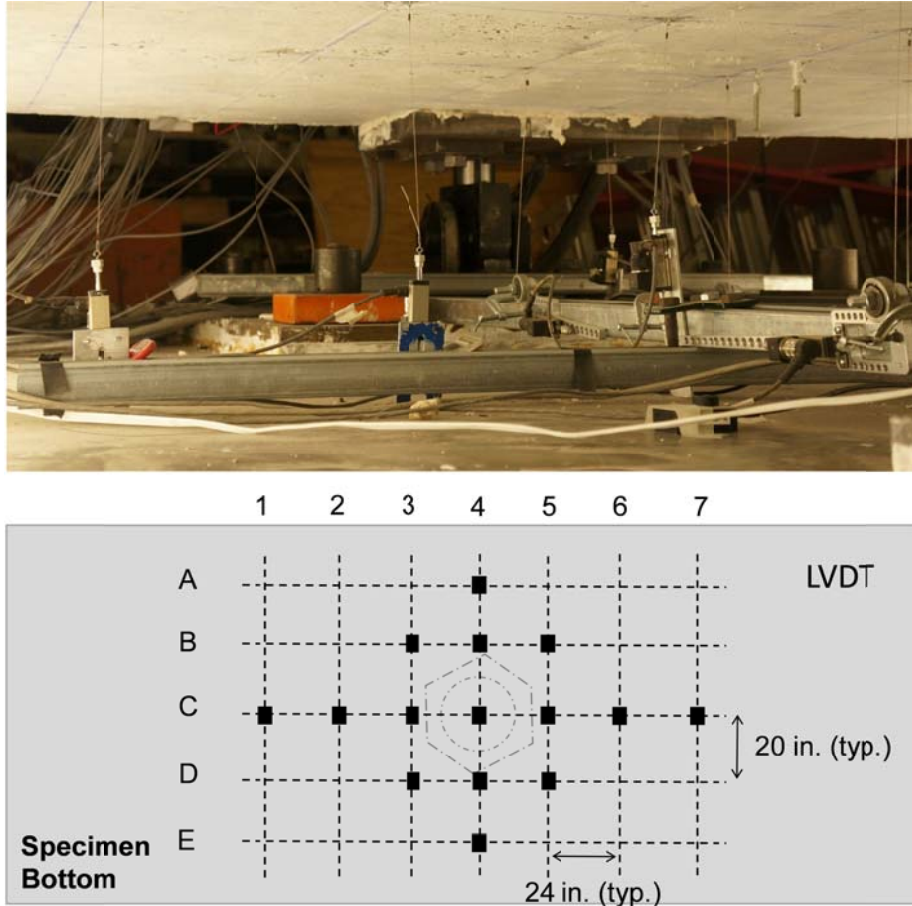 1 2 3 4 5 6 7
A
LVDT
B
C
20 in. (typ.)
D
E
Specimen
Bottom
24 in. (typ.)